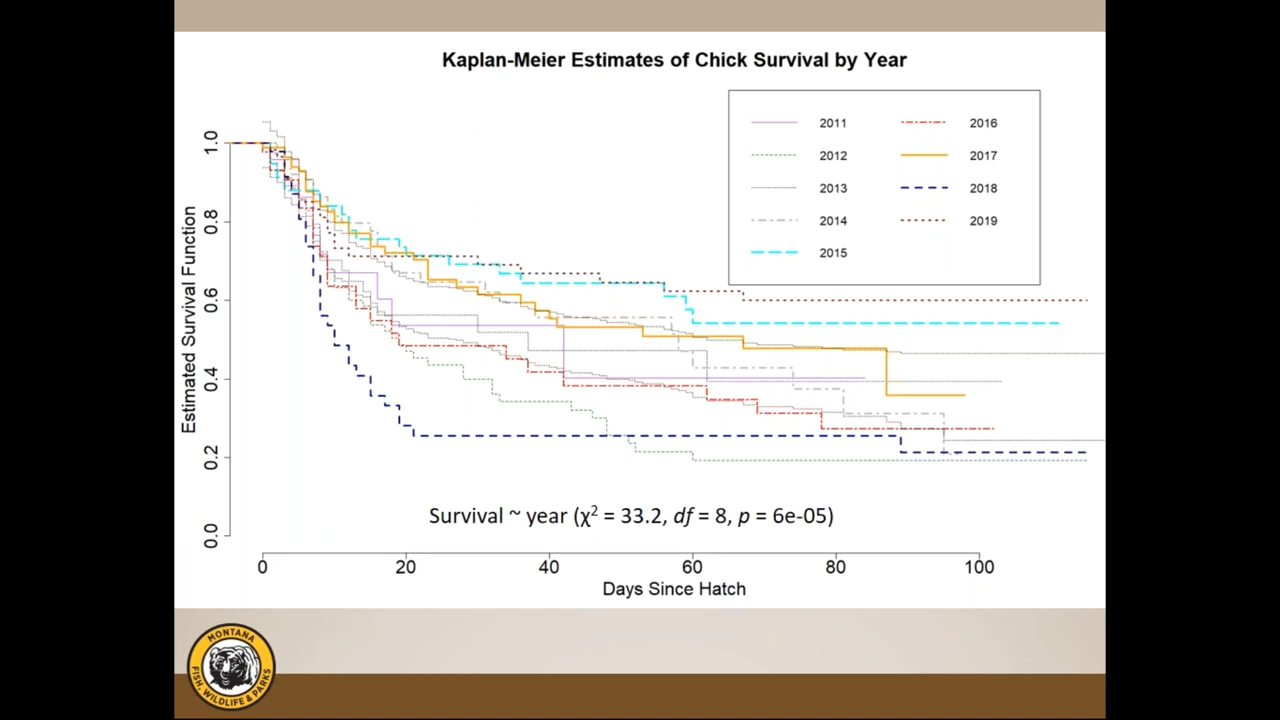 Kaplan-Meier Estimates of Chick Survival by Year
2011
2012
2013
2014
2015
2016
2017
2018
2019
Estimated Survival Function
1.0
0.8
0.6
0.4
0.2
0.0
Survival ~ year (χ² = 33.2, df = 8, p = 6e-05)
0 20 40 60 80 100
Days Since Hatch
MONTANA
FISH, WILDLIFE & PARKS